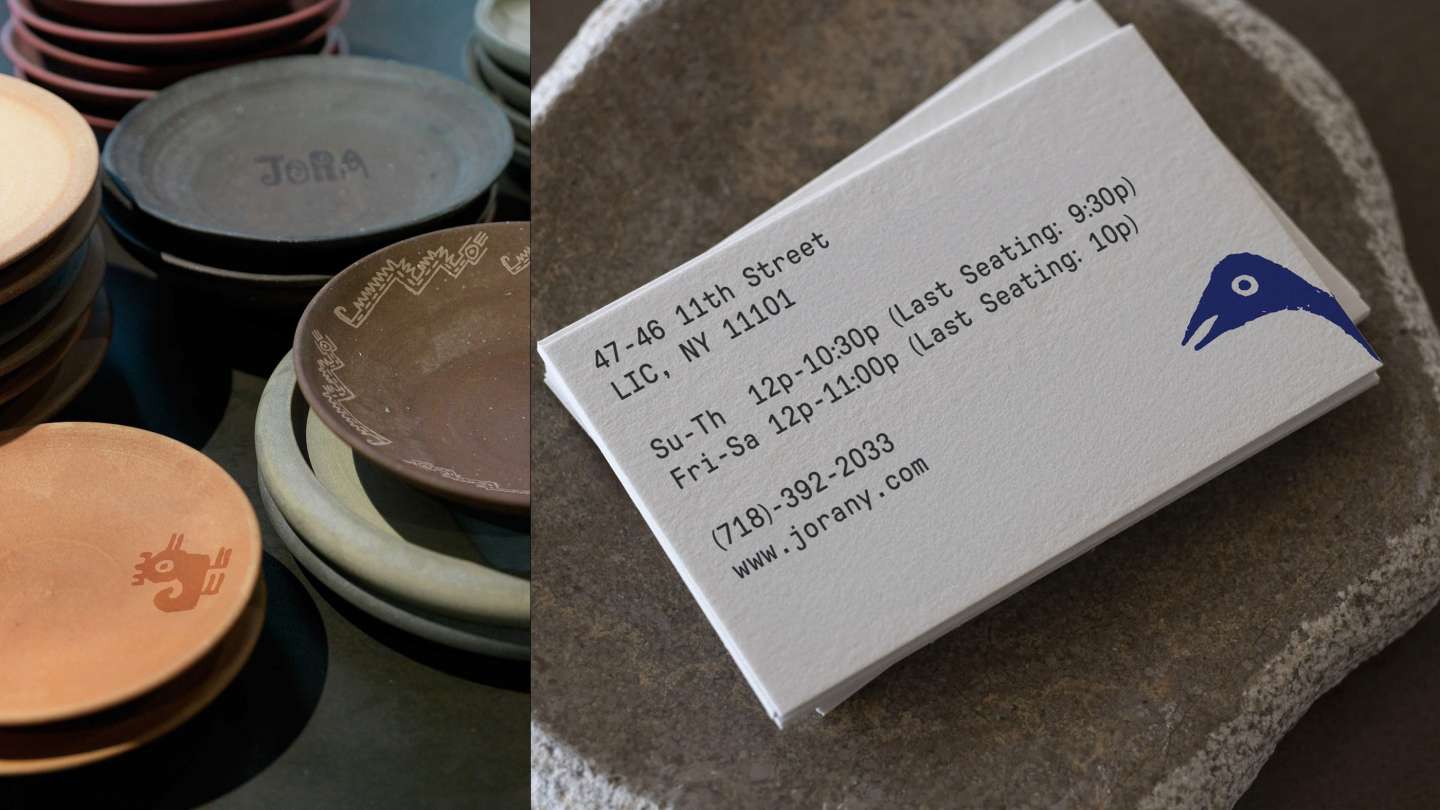 JORA
47-46 11th Street
LIC, NY 11101
Su-Th 12p-10:30p (Last Seating: 9:30p)
Fri-Sa 12p-11:00p (Last Seating: 10p)
(718)-392-2033
www.jorany.com